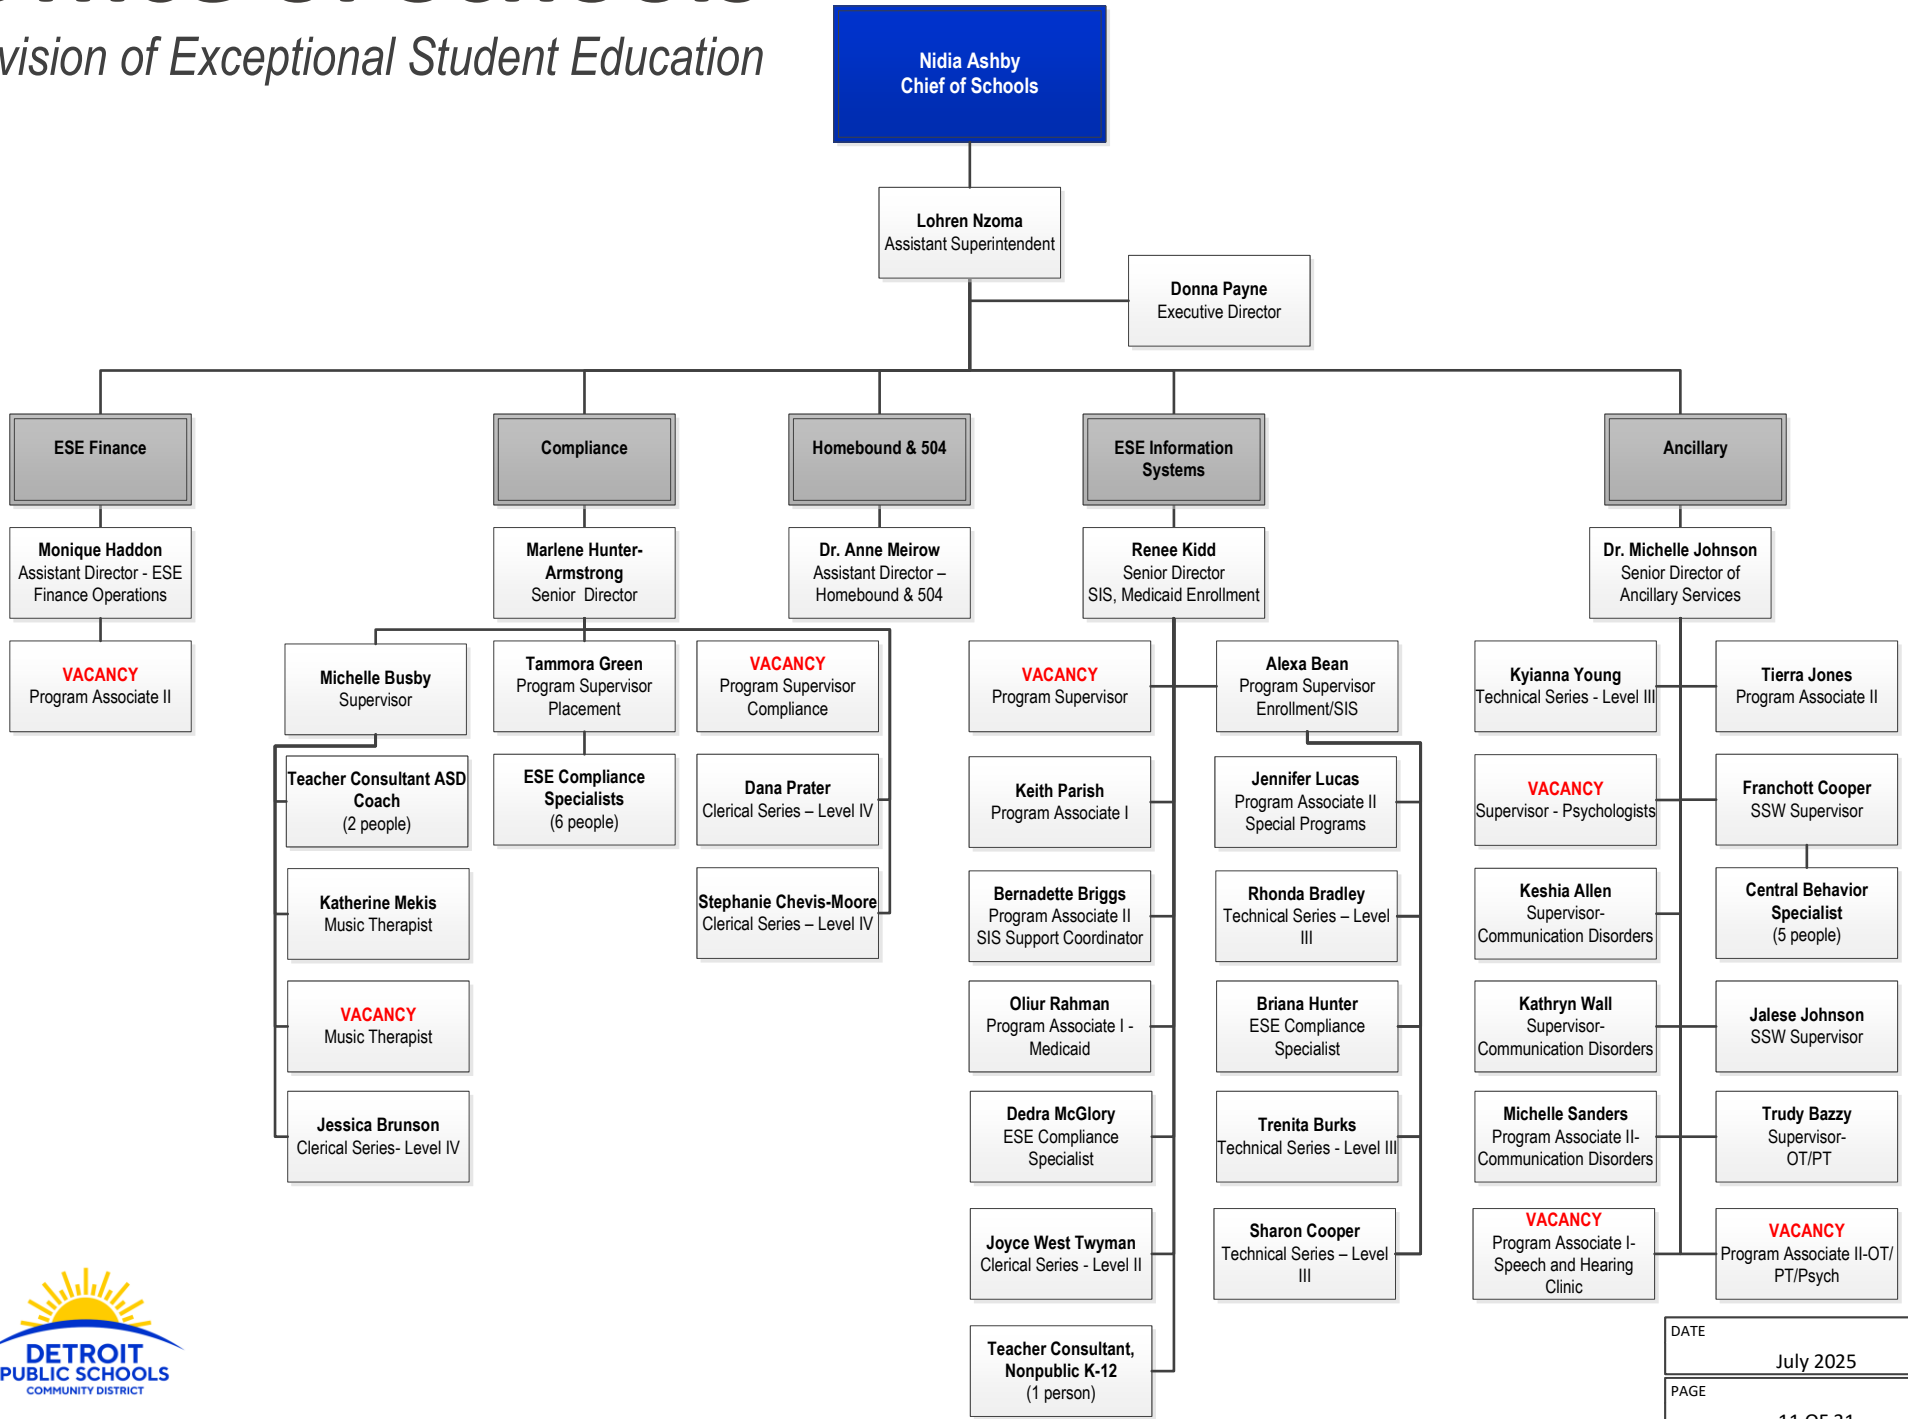 Division of Exceptional Student Education
Nidia Ashby
Chief of Schools
Lohren Nzoma
Assistant Superintendent
Donna Payne
Executive Director
ESE Finance
Compliance
Homebound & 504
ESE Information
Systems
Ancillary
Monique Haddon
Assistant Director - ESE
Finance Operations
Marlene Hunter-
Armstrong
Senior Director
Dr. Anne Meirow
Assistant Director –
Homebound & 504
Renee Kidd
Senior Director
SIS, Medicaid Enrollment
Dr. Michelle Johnson
Senior Director of
Ancillary Services
VACANCY
Program Associate II
Michelle Busby
Supervisor
Tammora Green
Program Supervisor
Placement
VACANCY
Program Supervisor
Compliance
VACANCY
Program Supervisor
Alexa Bean
Program Supervisor
Enrollment/SIS
Kyianna Young
Technical Series - Level III
Tierra Jones
Program Associate II
Teacher Consultant ASD
Coach
(2 people)
ESE Compliance
Specialists
(6 people)
Dana Prater
Clerical Series – Level IV
Keith Parish
Program Associate I
Jennifer Lucas
Program Associate II
Special Programs
VACANCY
Supervisor - Psychologists
Franchott Cooper
SSW Supervisor
Katherine Mekis
Music Therapist
Stephanie Chevis-Moore
Clerical Series – Level IV
Bernadette Briggs
Program Associate II
SIS Support Coordinator
Rhonda Bradley
Technical Series – Level
III
Keshia Allen
Supervisor-
Communication Disorders
Central Behavior
Specialist
(5 people)
VACANCY
Music Therapist
Oliur Rahman
Program Associate I -
Medicaid
Briana Hunter
ESE Compliance
Specialist
Kathryn Wall
Supervisor-
Communication Disorders
Jalese Johnson
SSW Supervisor
Jessica Brunson
Clerical Series- Level IV
Dedra McGlory
ESE Compliance
Specialist
Trenita Burks
Technical Series - Level III
Michelle Sanders
Program Associate II-
Communication Disorders
Trudy Bazzy
Supervisor-
OT/PT
Joyce West Twyman
Clerical Series - Level II
Sharon Cooper
Technical Series – Level
III
VACANCY
Program Associate I-
Speech and Hearing
Clinic
VACANCY
Program Associate II-OT/
PT/Psych
Teacher Consultant,
Nonpublic K-12
(1 person)
DETROIT
PUBLIC SCHOOLS
COMMUNITY DISTRICT
DATE
July 2025
PAGE